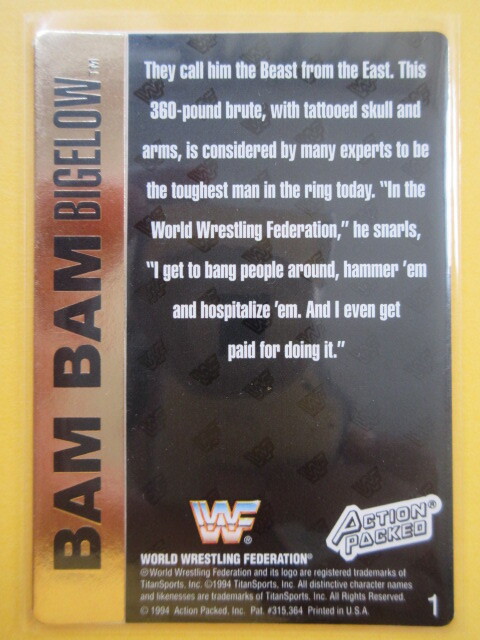 BAM BAM BIGELOW™
They call him the Beast from the East. This
360-pound brute, with tattooed skull and
arms, is considered by many experts to be
the toughest man in the ring today. "In the
World Wrestling Federation," he snarls,
"I get to bang people around, hammer 'em
and hospitalize 'em. And I even get
paid for doing it."
WF®
ACTION PACKED®
WORLD WRESTLING FEDERATION®
©World Wrestling Federation and its logo are registered trademarks of
TitanSports, Inc. ©1994 TitanSports, Inc. All distinctive character names
and likenesses are trademarks of TitanSports, Inc. All Rights Reserved.
© 1994 Action Packed, Inc. Pat. #315,364 Printed in U.S.A.
1